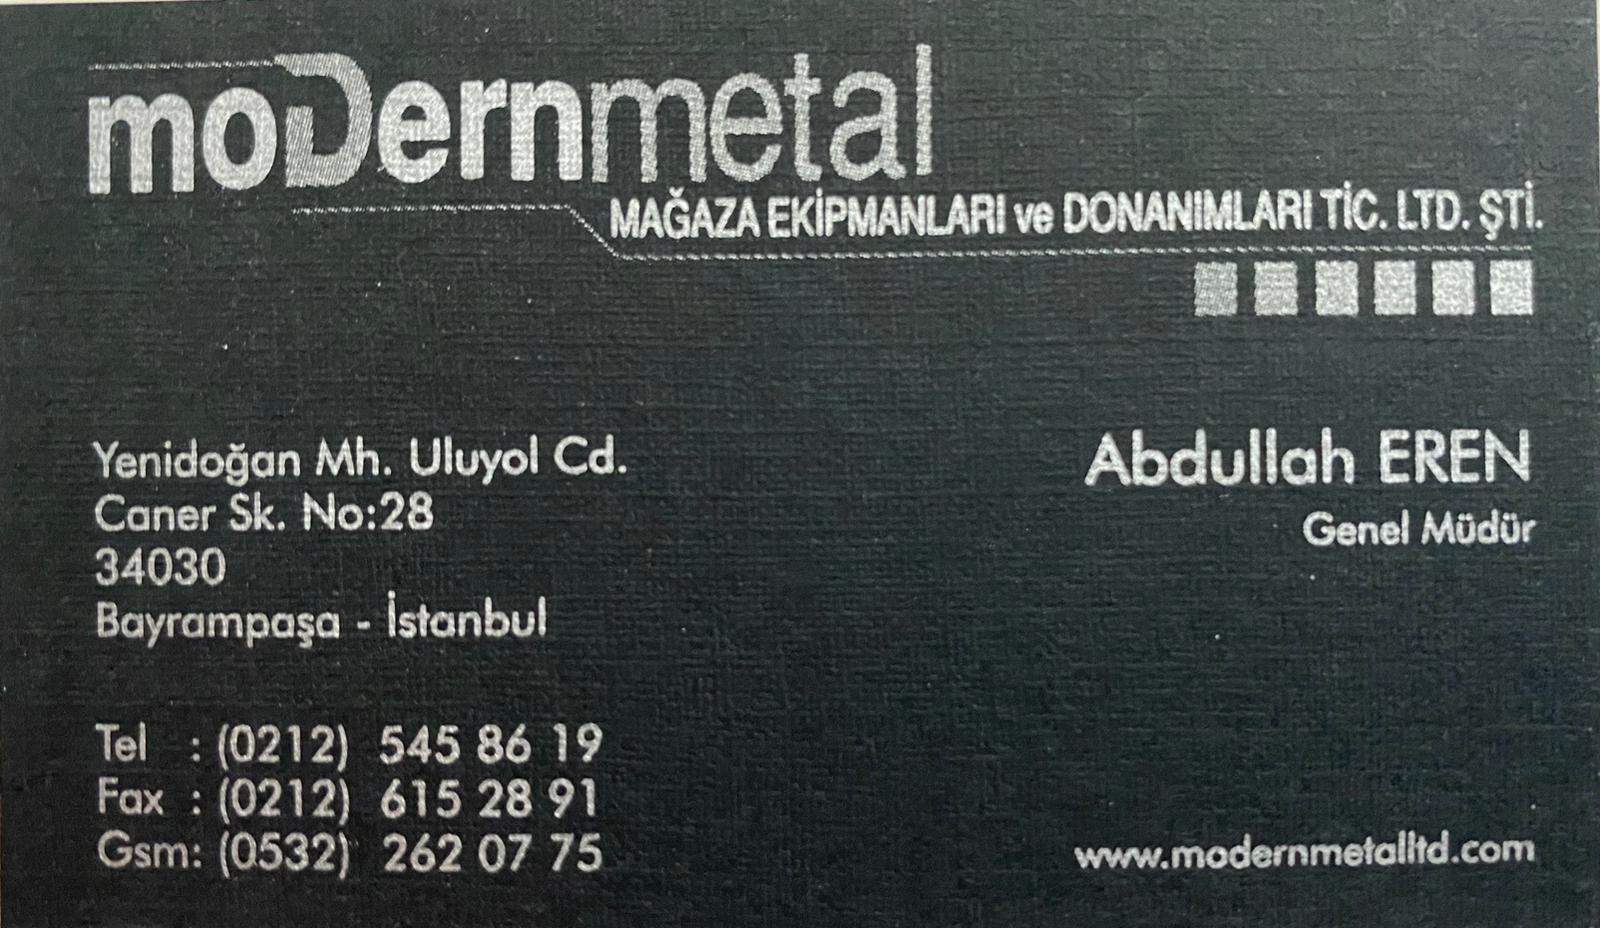 moDernmetal
MAĞAZA EKİPMANLARI ve DONANIMLARI TİC. LTD. ŞTİ.
Yenidoğan Mh. Uluyol Cd.
Caner Sk. No:28
34030
Bayrampaşa - İstanbul
Abdullah EREN
Genel Müdür
Tel : (0212) 545 86 19
Fax : (0212) 615 28 91
Gsm: (0532) 262 07 75
www.modernmetalltd.com